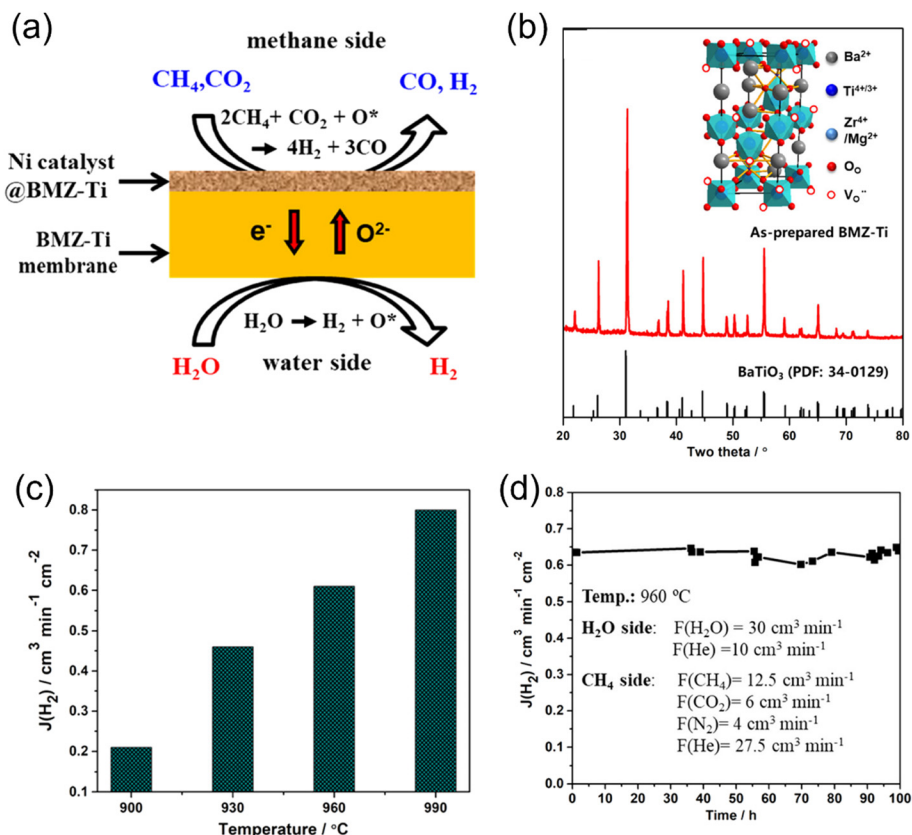 (a)
methane side
CH₄,CO₂
CO, H₂
2CH₄+ CO₂ + O*
→ 4H₂ + 3CO
Ni catalyst
@BMZ-Ti
BMZ-Ti
membrane
e⁻
O²⁻
H₂O → H₂ + O*
H₂O
water side
H₂
(b)
Ba²⁺
Ti⁴⁺/³⁺
Zr⁴⁺
/Mg²⁺
O₀
V₀¨
As-prepared BMZ-Ti
BaTiO₃ (PDF: 34-0129)
20 30 40 50 60 70 80
Two theta / °
(c)
J(H₂) / cm³ min⁻¹ cm⁻²
0.8
0.7
0.6
0.5
0.4
0.3
0.2
0.1
900 930 960 990
Temperature / °C
(d)
J(H₂) / cm³ min⁻¹ cm⁻²
0.8
0.7
0.6
0.5
0.4
0.3
0.2
0.1
0.0
Temp.: 960 ºC
H₂O side: F(H₂O) = 30 cm³ min⁻¹
F(He) =10 cm³ min⁻¹
CH₄ side: F(CH₄)= 12.5 cm³ min⁻¹
F(CO₂)= 6 cm³ min⁻¹
F(N₂)= 4 cm³ min⁻¹
F(He)= 27.5 cm³ min⁻¹
0 10 20 30 40 50 60 70 80 90 100
Time / h